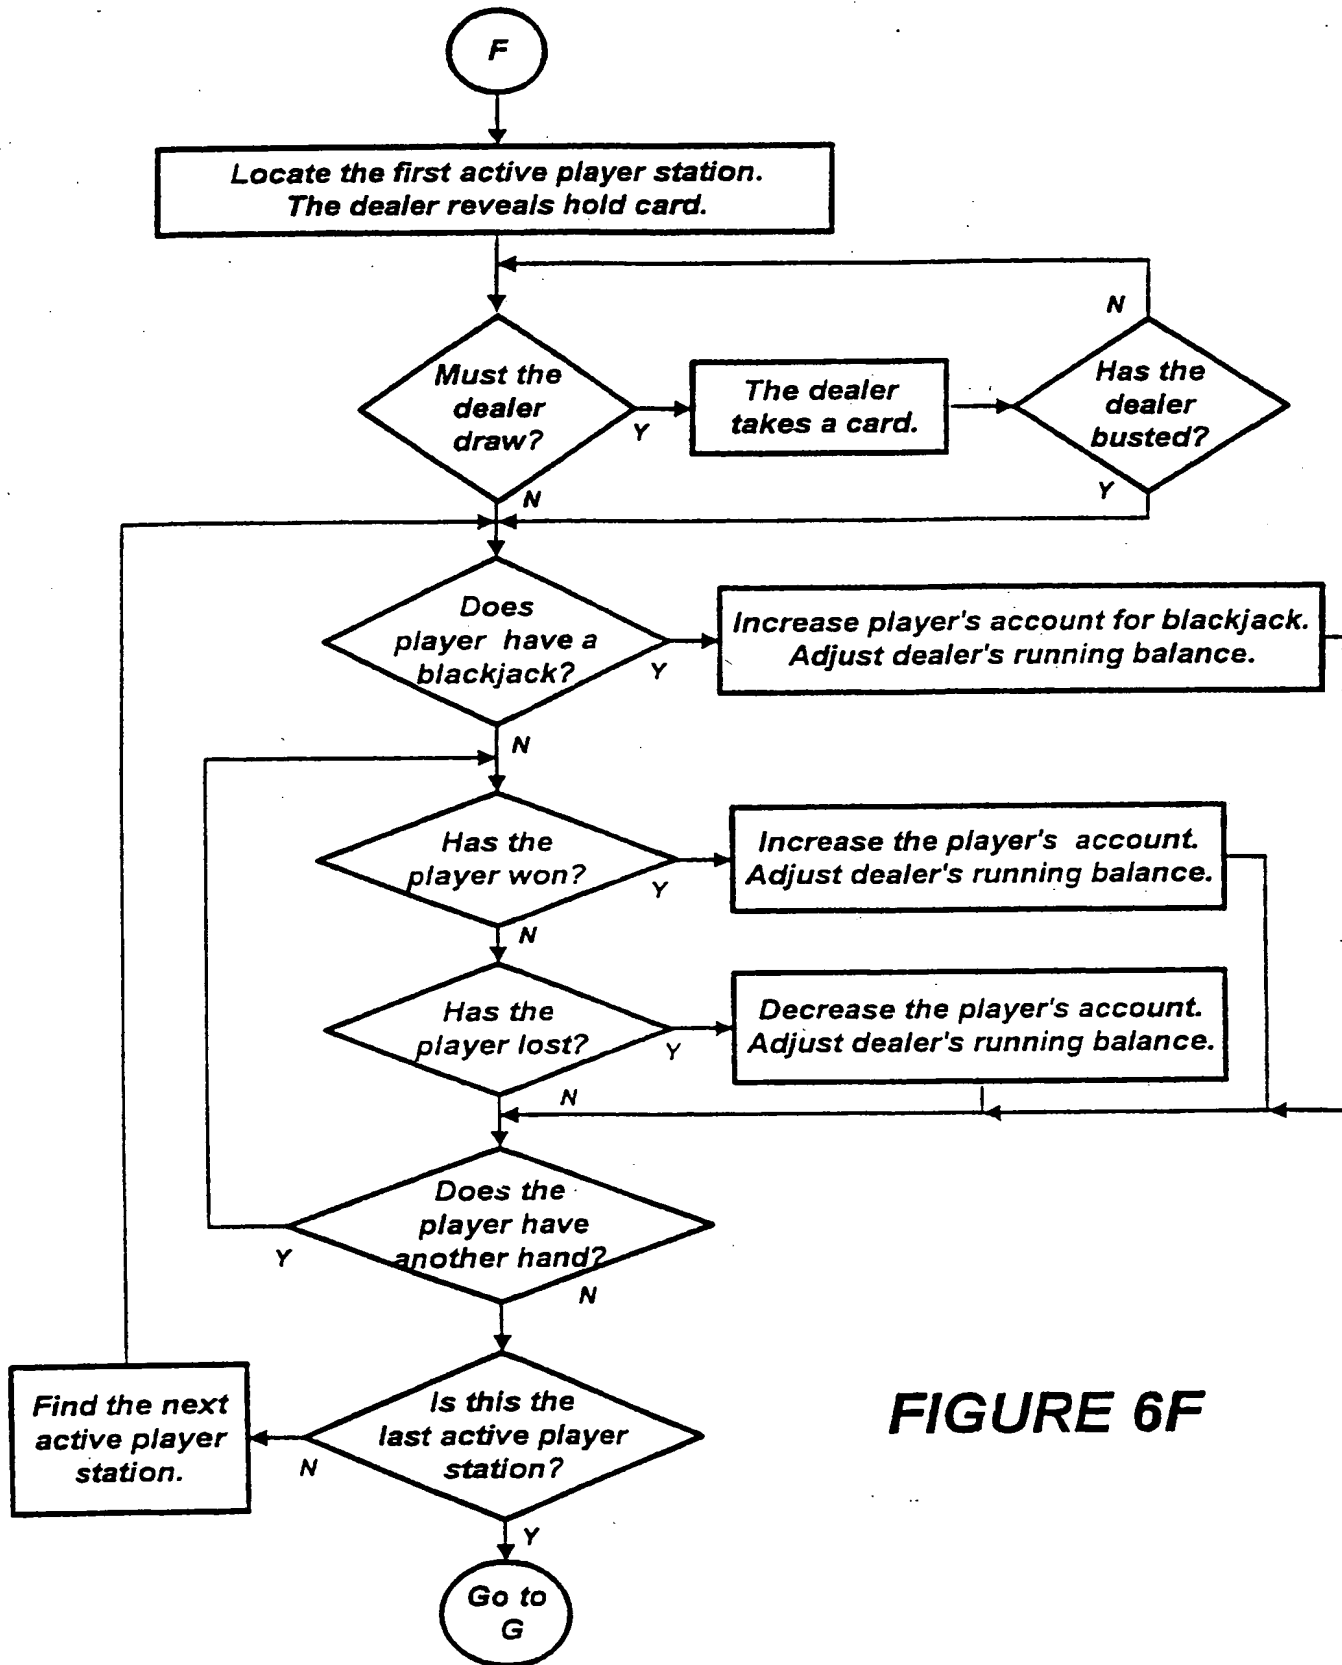 F
Locate the first active player station.
The dealer reveals hold card.
N
Must the
dealer
draw?
Y
The dealer
takes a card.
Has the
dealer
busted?
Y
N
Does
player have a
blackjack?
Y
Increase player's account for blackjack.
Adjust dealer's running balance.
N
Has the
player won?
Y
Increase the player's account.
Adjust dealer's running balance.
N
Has the
player lost?
Y
Decrease the player's account.
Adjust dealer's running balance.
N
Does the
player have
another hand?
Y
N
Find the next
active player
station.
N
Is this the
last active player
station?
Y
FIGURE 6F
Go to
G